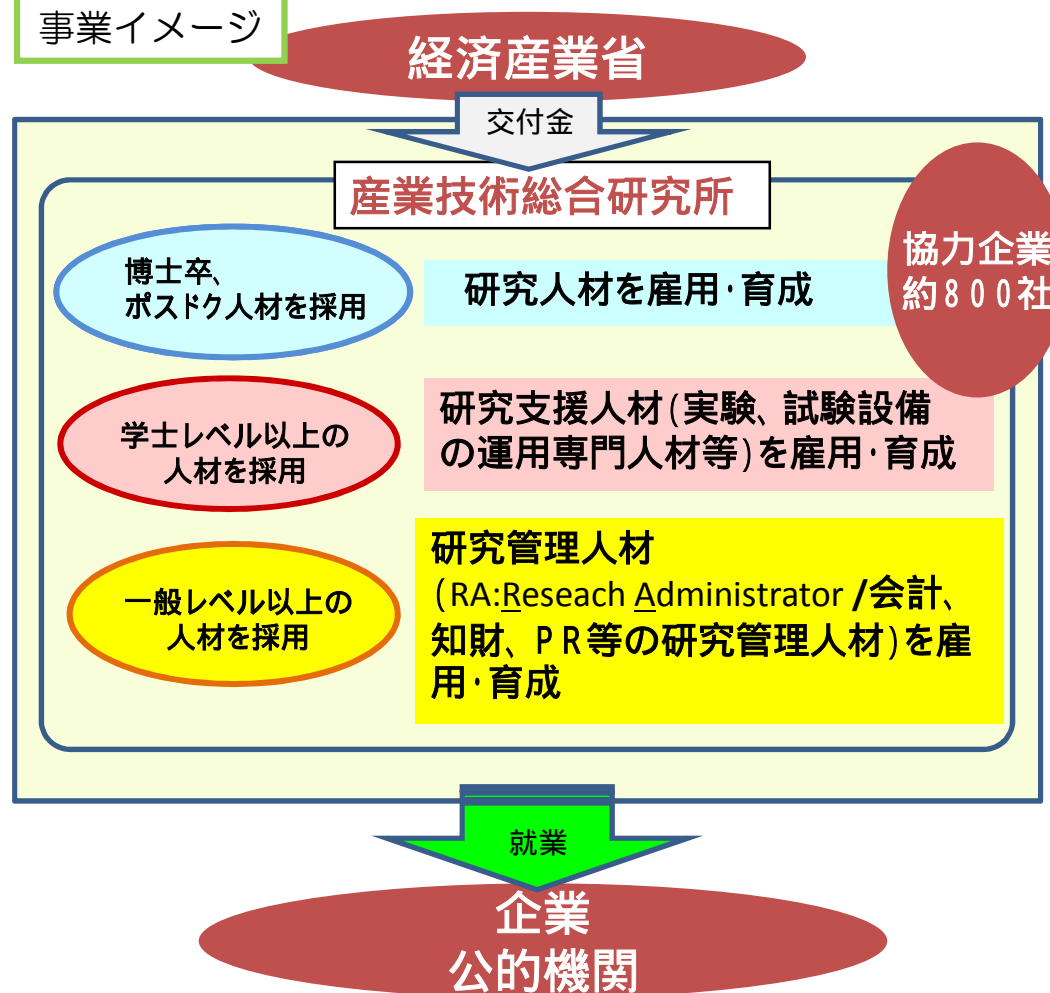 事業イメージ
経済産業省
交付金
産業技術総合研究所
協力企業
約800社
博士卒、
ポスドク人材を採用
研究人材を雇用･育成
学士レベル以上の
人材を採用
研究支援人材(実験、試験設備
の運用専門人材等)を雇用･育成
一般レベル以上の
人材を採用
研究管理人材
(RA:Reseach Administrator /会計、
知財、PR等の研究管理人材)を雇
用･育成
就業
企業
公的機関